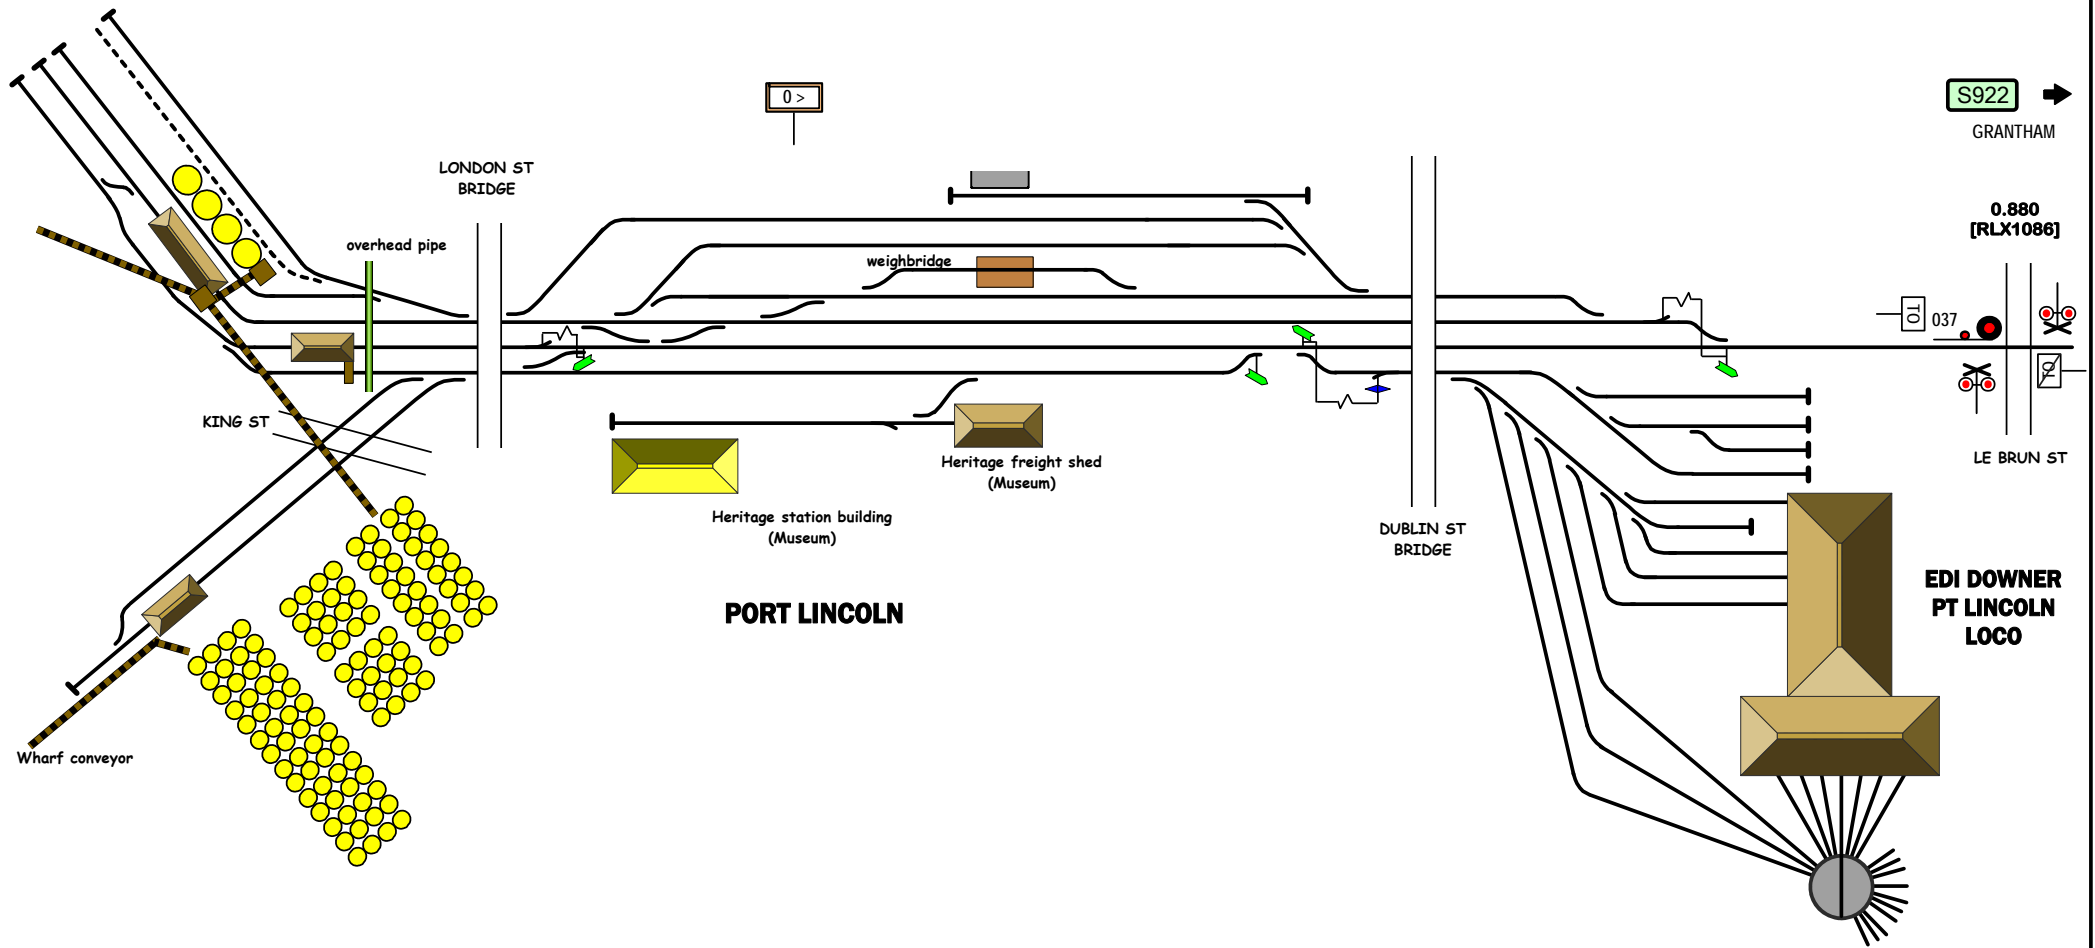 0 >
S922
GRANTHAM
LONDON ST
BRIDGE
0.880
[RLX1086]
overhead pipe
weighbridge
TO
037
TO
KING ST
LE BRUN ST
Heritage freight shed
(Museum)
Heritage station building
(Museum)
DUBLIN ST
BRIDGE
PORT LINCOLN
EDI DOWNER
PT LINCOLN
LOCO
Wharf conveyor